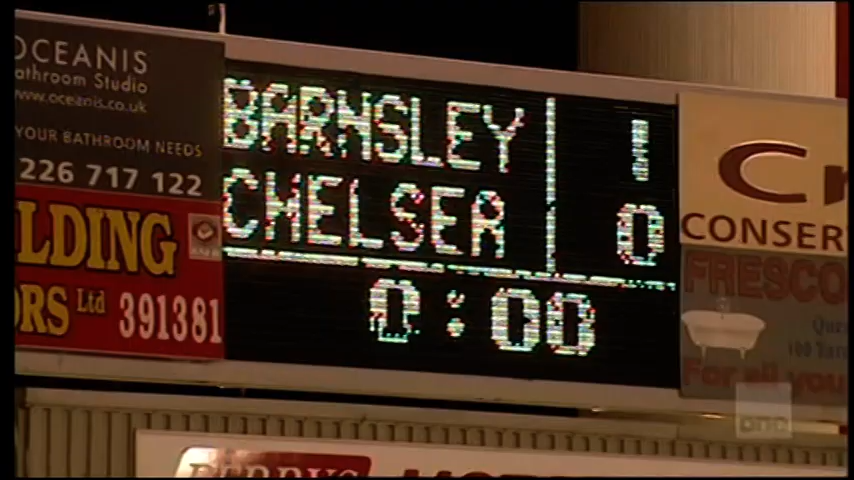 OCEANIS
athroom Studio
www.oceanis.co.uk
YOUR BATHROOM NEEDS
226 717 122
LDING
ORS Ltd
391381
BARNSLEY 1
CHELSEA 0
0:00
CONSER
FRESCO
For all you